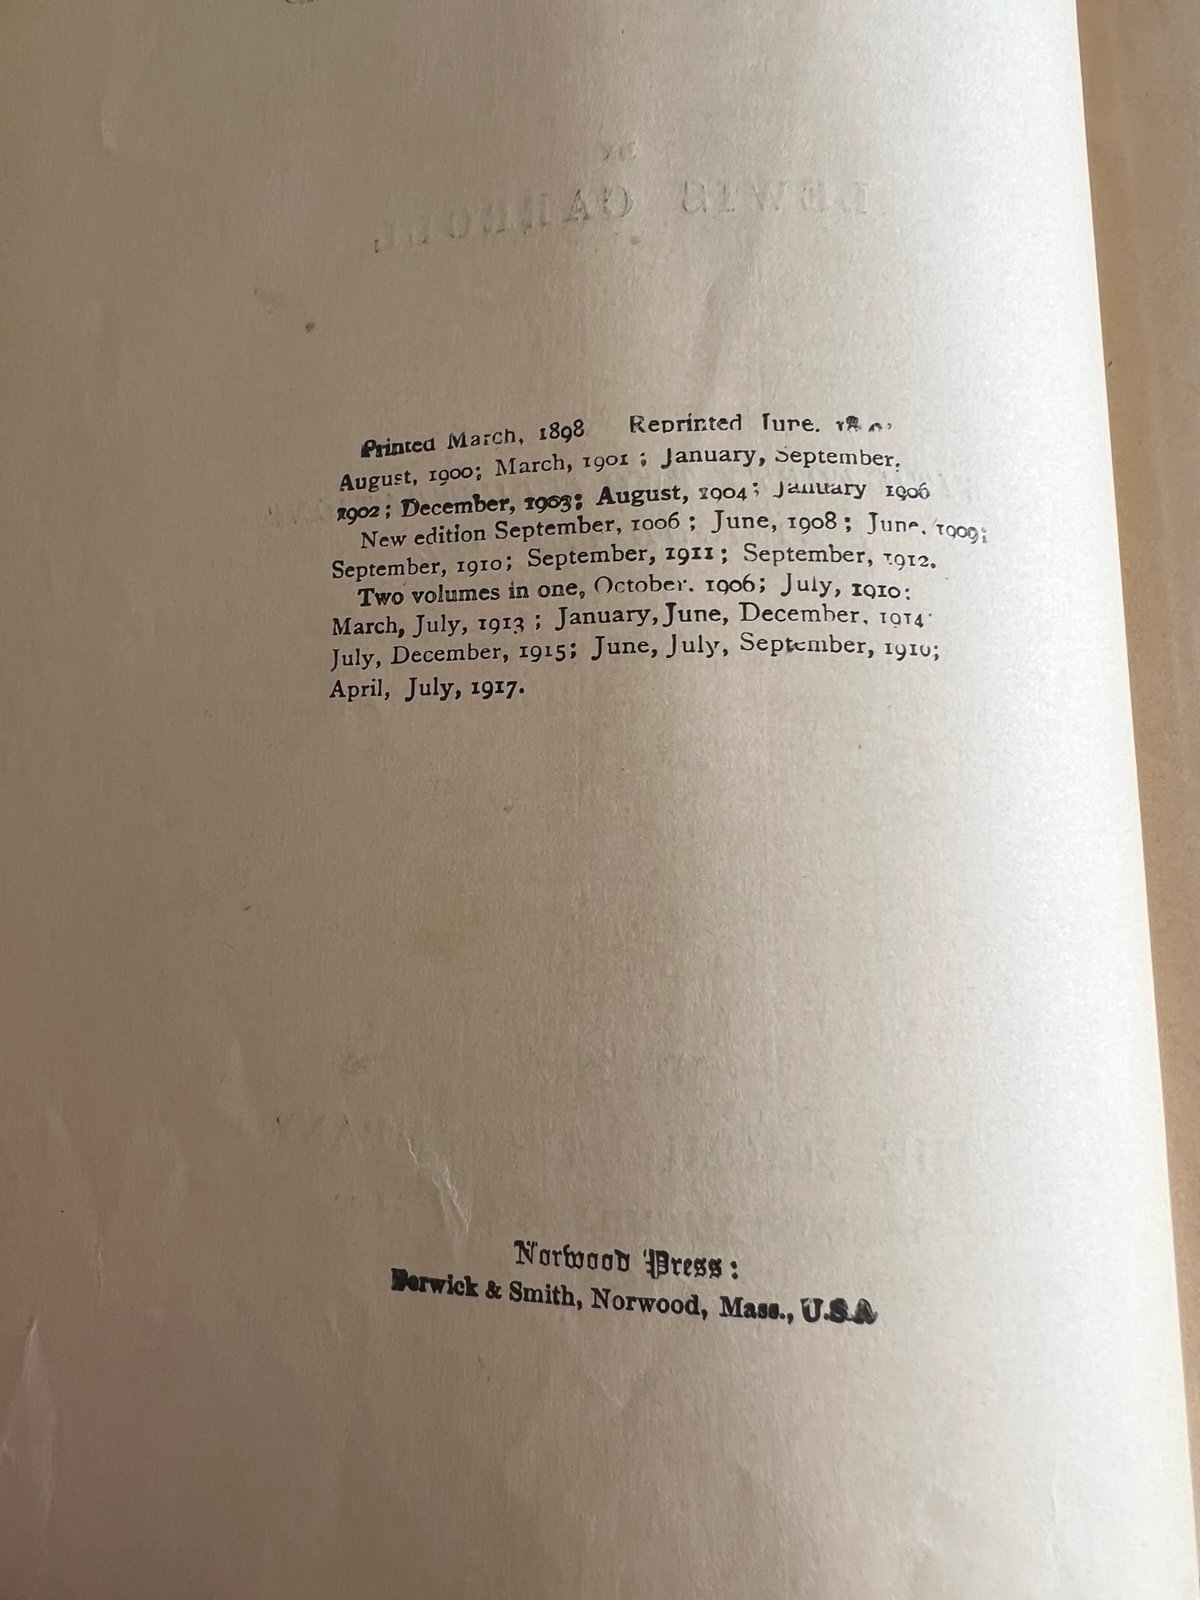 BY
LEWIS CARROLL
Printed March, 1898 Reprinted June,
August, 1900; March, 1901; January, September,
1902; December, 1903; August, 1904; January 1906
New edition September, 1906; June, 1908; June, 1909;
September, 1910; September, 1911; September, 1912.
Two volumes in one, October. 1906; July, 1910:
March, July, 1913; January, June, December, 1914
July, December, 1915; June, July, September,
April, July, 1917.
Norwood Press:
Berwick & Smith, Norwood, Mass., U.S.A